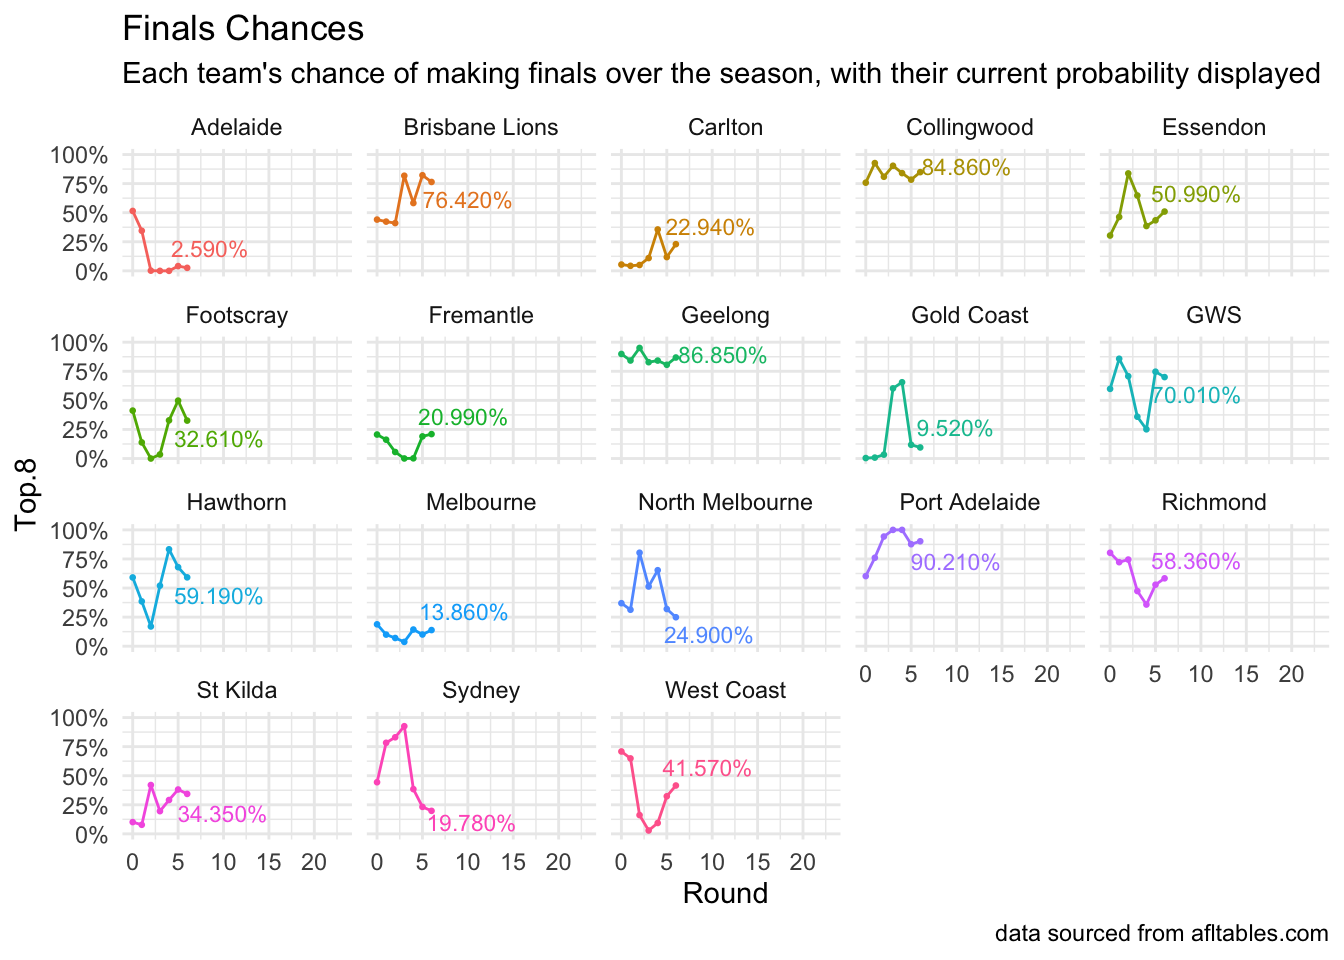 Finals Chances
Each team's chance of making finals over the season, with their current probability displayed
Adelaide Brisbane Lions Carlton Collingwood Essendon
100%
75%
50%
25%
0%
2.590% 76.420% 22.940% 84.860% 50.990%
Footscray Fremantle Geelong Gold Coast GWS
100%
75%
50%
25%
0%
32.610% 20.990% 86.850% 9.520% 70.010%
Top.8
Hawthorn Melbourne North Melbourne Port Adelaide Richmond
100%
75%
50%
25%
0%
59.190% 13.860% 24.900% 90.210% 58.360%
0 5 10 15 20 0 5 10 15 20
St Kilda Sydney West Coast
100%
75%
50%
25%
0%
34.350% 19.780% 41.570%
0 5 10 15 20 0 5 10 15 20 0 5 10 15 20
Round
data sourced from afltables.com